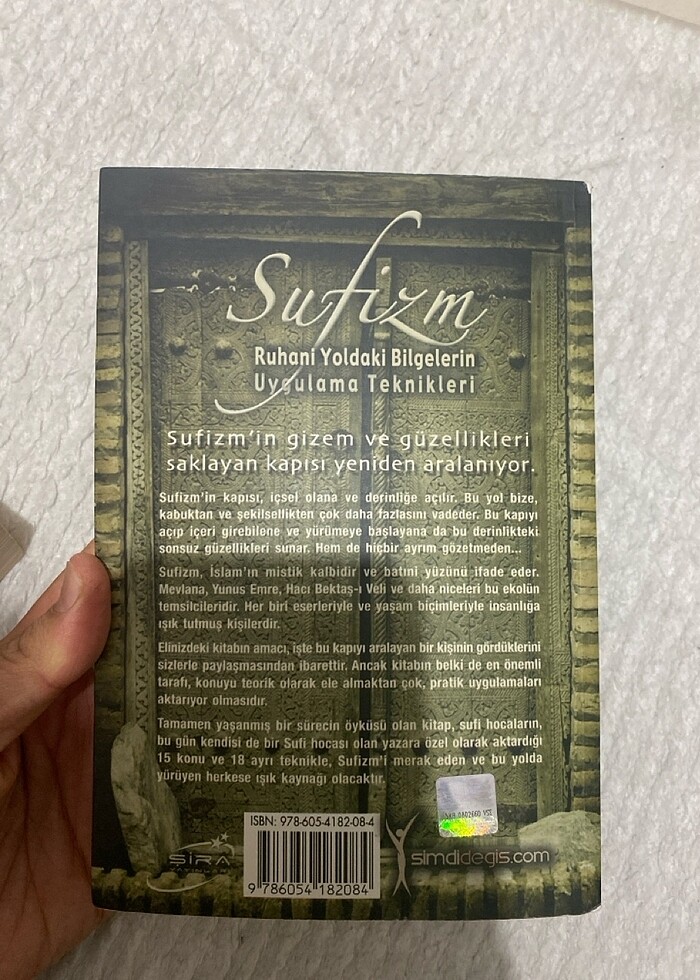 Sufizm
Ruhani Yoldaki Bilgelerin
Uygulama Teknikleri
Sufizm'in gizem ve güzellikleri
saklayan kapısı yeniden aralanıyor.
Sufizm'in kapısı, içsel olana ve derinliğe açılır. Bu yol bize,
kabuktan ve şekilsellikten çok daha fazlasını vadeder. Bu kapıyı
açıp içeri girebilene ve yürümeye başlayana da bu derinlikteki
sonsuz güzellikleri sunar. Hem de hiçbir ayrım gözetmeden...
Sufizm, İslam'ın mistik kalbidir ve batıni yüzünü ifade eder.
Mevlana, Yunus Emre, Hacı Bektaş-ı Veli ve daha niceleri bu ekolün
temsilcileridir. Her biri eserleriyle ve yaşam biçimleriyle insanlığa
ışık tutmuş kişilerdir.
Elinizdeki kitabın amacı, işte bu kapıyı aralayan bir kişinin gördüklerini
sizlerle paylaşmasından ibarettir. Ancak kitabın belki de en önemli
tarafı, konuyu teorik olarak ele almaktan çok, pratik uygulamaları
aktarıyor olmasıdır.
Tamamen yaşanmış bir sürecin öyküsü olan kitap, sufi hocaların,
bu gün kendisi de bir Sufi hocası olan yazara özel olarak aktardığı
15 konu ve 18 ayrı teknikle, Sufizm'i merak eden ve bu yolda
yürüyen herkese ışık kaynağı olacaktır.
ISBN: 978-605-4182-08-4
9 786054 182084
ŞİRA
YAYINLARI
simdidegis.com